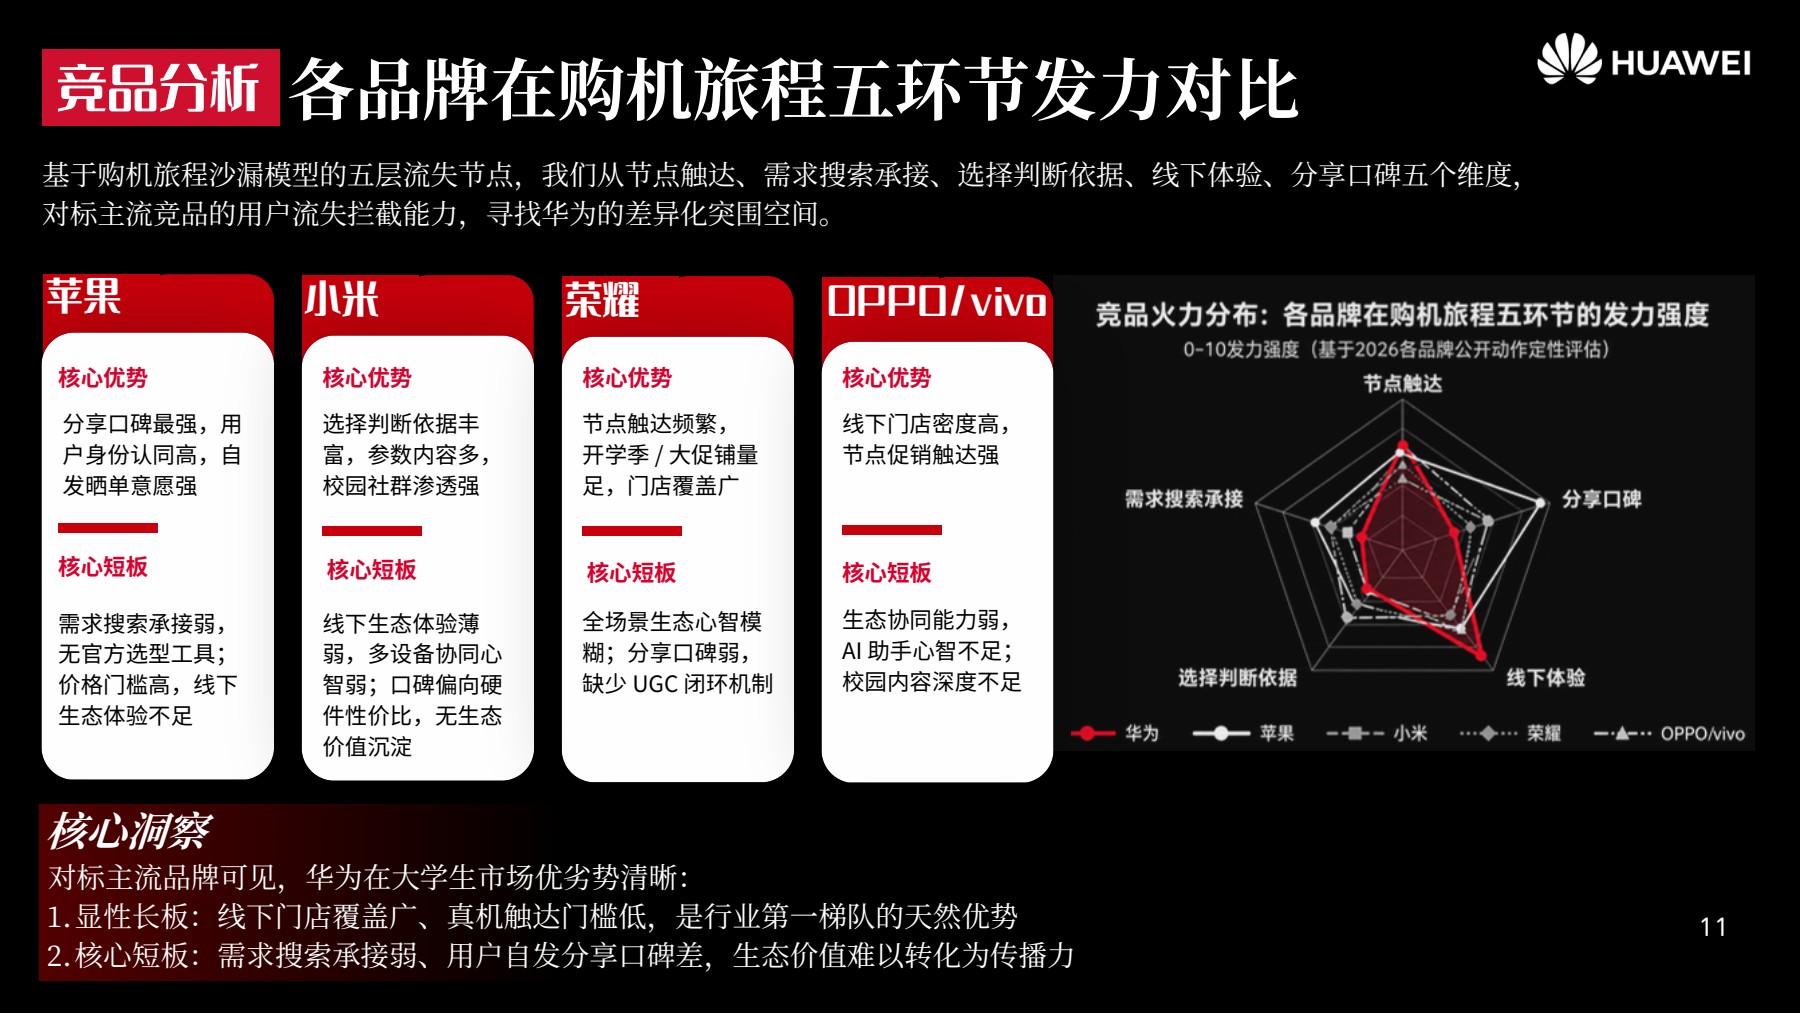 竞品分析 各品牌在购机旅程五环节发力对比
HUAWEI
基于购机旅程沙漏模型的五层流失节点，我们从节点触达、需求搜索承接、选择判断依据、线下体验、分享口碑五个维度，
对标主流竞品的用户流失拦截能力，寻找华为的差异化突围空间。
苹果
核心优势
分享口碑最强，用
户身份认同高，自
发晒单意愿强
核心短板
需求搜索承接弱，
无官方选型工具；
价格门槛高，线下
生态体验不足
小米
核心优势
选择判断依据丰
富，参数内容多，
校园社群渗透强
核心短板
线下生态体验薄
弱，多设备协同心
智弱；口碑偏向硬
件性价比，无生态
价值沉淀
荣耀
核心优势
节点触达频繁，
开学季 / 大促铺量
足，门店覆盖广
核心短板
全场景生态心智模
糊；分享口碑弱，
缺少 UGC 闭环机制
OPPO/vivo
核心优势
线下门店密度高，
节点促销触达强
核心短板
生态协同能力弱，
AI 助手心智不足；
校园内容深度不足
竞品火力分布：各品牌在购机旅程五环节的发力强度
0-10发力强度（基于2026各品牌公开动作定性评估）
节点触达
需求搜索承接
分享口碑
选择判断依据
线下体验
华为
苹果
小米
荣耀
OPPO/vivo
核心洞察
对标主流品牌可见，华为在大学生市场优劣势清晰：
1.显性长板：线下门店覆盖广、真机触达门槛低，是行业第一梯队的天然优势
2.核心短板：需求搜索承接弱、用户自发分享口碑差，生态价值难以转化为传播力
11